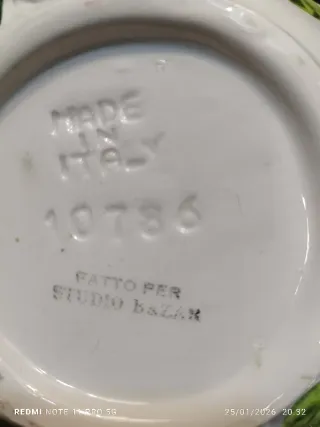 MADE
IN
ITALY
10786
FATTO PER
STUDIO BAZAR
REDMI NOTE 11 PRO 5G
25/01/2026 20:32